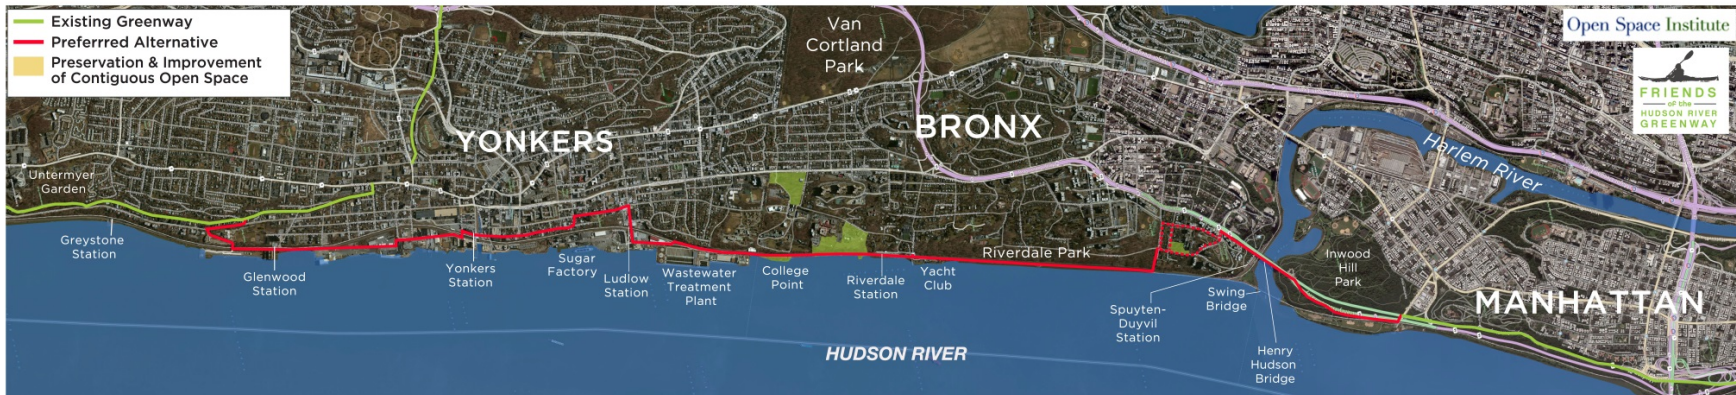 Existing Greenway
Preferrred Alternative
Preservation & Improvement
of Contiguous Open Space
Van
Cortland
Park
Open Space Institute
FRIENDS
of the
HUDSON RIVER
GREENWAY
YONKERS
BRONX
Harlem River
Untermyer
Garden
Greystone
Station
Glenwood
Station
Yonkers
Station
Sugar
Factory
Ludlow
Station
Wastewater
Treatment
Plant
College
Point
Riverdale
Station
Yacht
Club
Riverdale Park
Spuyten-
Duyvil
Station
Swing
Bridge
Henry
Hudson
Bridge
Inwood
Hill
Park
MANHATTAN
HUDSON RIVER